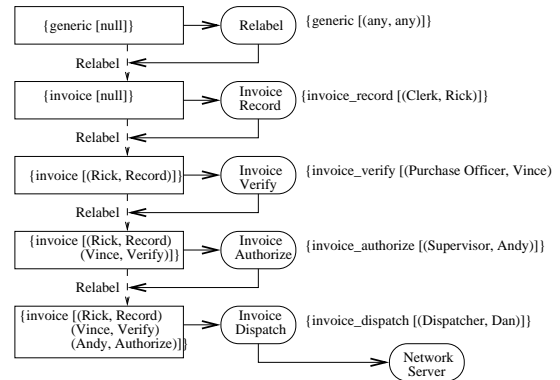 {generic [null]}
Relabel
{generic [(any, any)]}
Relabel
{invoice [null]}
Invoice
Record
{invoice_record [(Clerk, Rick)]}
Relabel
{invoice [(Rick, Record)]}
Invoice
Verify
{invoice_verify [(Purchase Officer, Vince)
Relabel
{invoice [(Rick, Record)
(Vince, Verify)]}
Invoice
Authorize
{invoice_authorize [(Supervisor, Andy)]}
Relabel
{invoice [(Rick, Record)
(Vince, Verify)
(Andy, Authorize)]}
Invoice
Dispatch
{invoice_dispatch [(Dispatcher, Dan)]}
Network
Server